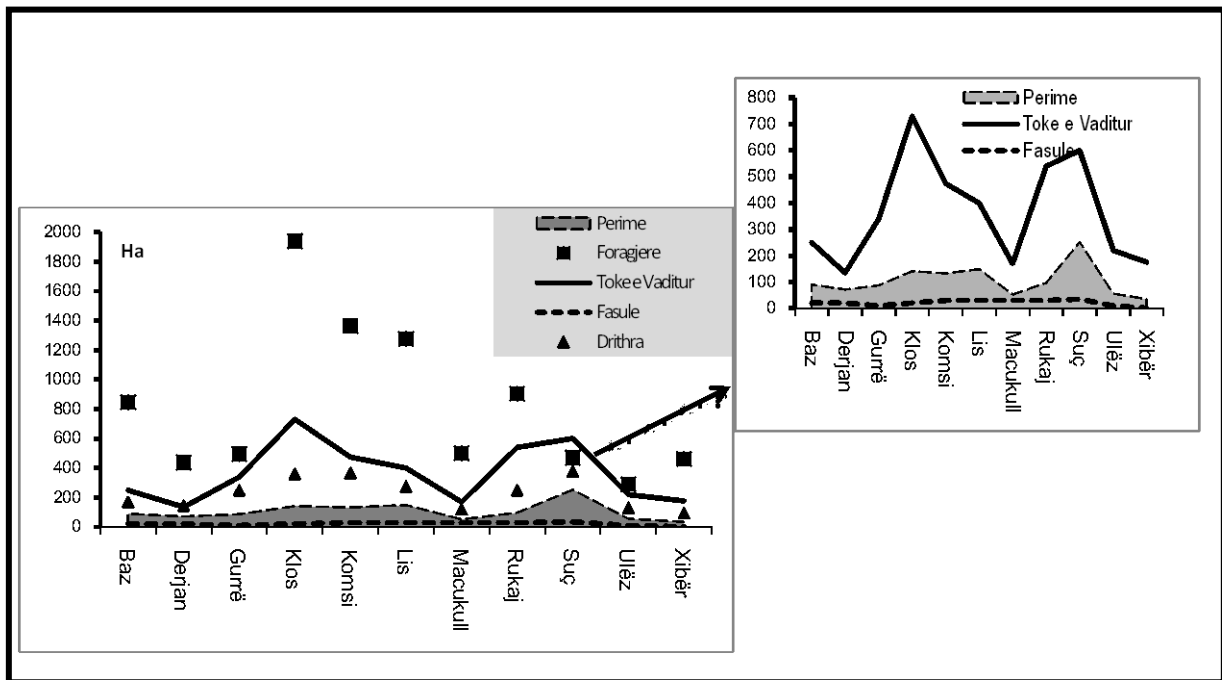 2000
1800
1600
1400
1200
1000
800
600
400
200
0
Ha
Perime
Foragjere
Toke e Vaditur
Fasule
Drithra
Baz
Derjan
Gurrë
Klos
Komsi
Lis
Macukull
Rukaj
Suç
Ulëz
Xibër
800
700
600
500
400
300
200
100
0
Perime
Toke e Vaditur
Fasule
Baz
Derjan
Gurrë
Klos
Komsi
Lis
Macukull
Rukaj
Suç
Ulëz
Xibër